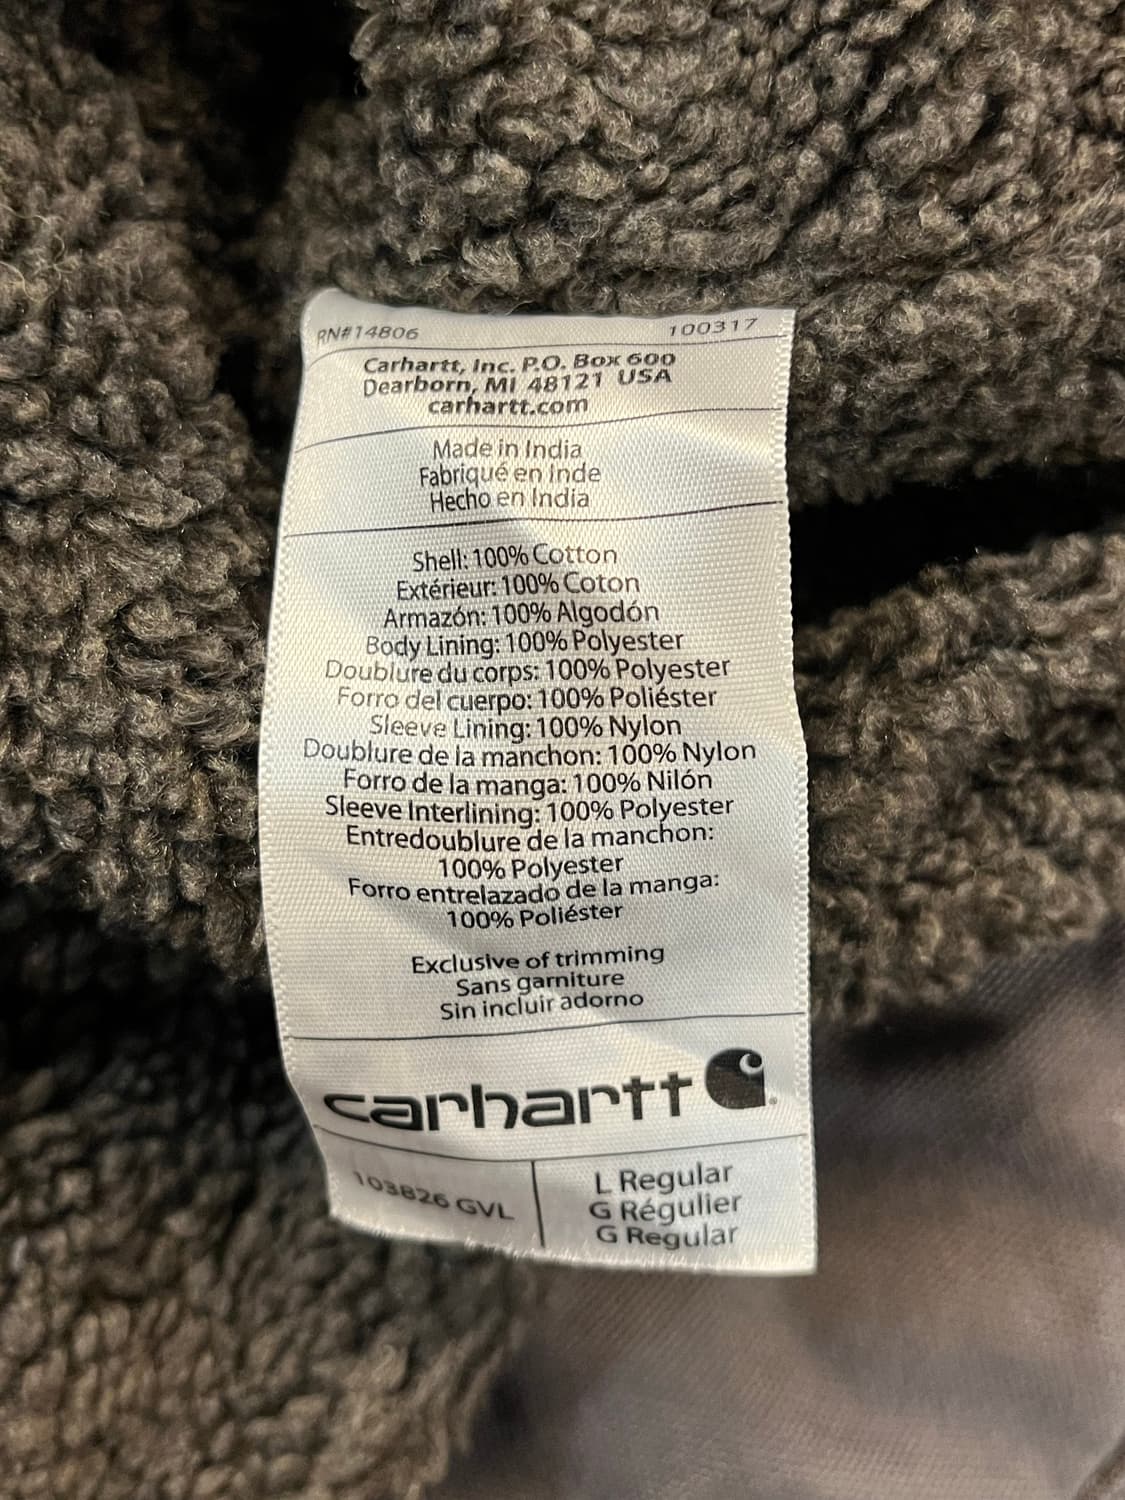 RN#14806 100317
Carhartt, Inc. P.O. Box 600
Dearborn, MI 48121 USA
carhartt.com
Made in India
Fabriqué en Inde
Hecho en India
Shell: 100% Cotton
Extérieur: 100% Coton
Armazón: 100% Algodón
Body Lining: 100% Polyester
Doublure du corps: 100% Polyester
Forro del cuerpo: 100% Poliéster
Sleeve Lining: 100% Nylon
Doublure de la manchon: 100% Nylon
Forro de la manga: 100% Nilón
Sleeve Interlining: 100% Polyester
Entredoublure de la manchon:
100% Polyester
Forro entrelazado de la manga:
100% Poliéster
Exclusive of trimming
Sans garniture
Sin incluir adorno
carhartt
103826 GVL
L Regular
G Régulier
G Regular